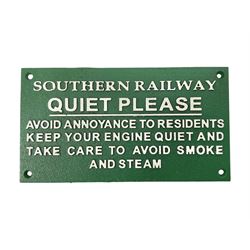 SOUTHERN RAILWAY
QUIET PLEASE
AVOID ANNOYANCE TO RESIDENTS
KEEP YOUR ENGINE QUIET AND
TAKE CARE TO AVOID SMOKE
AND STEAM